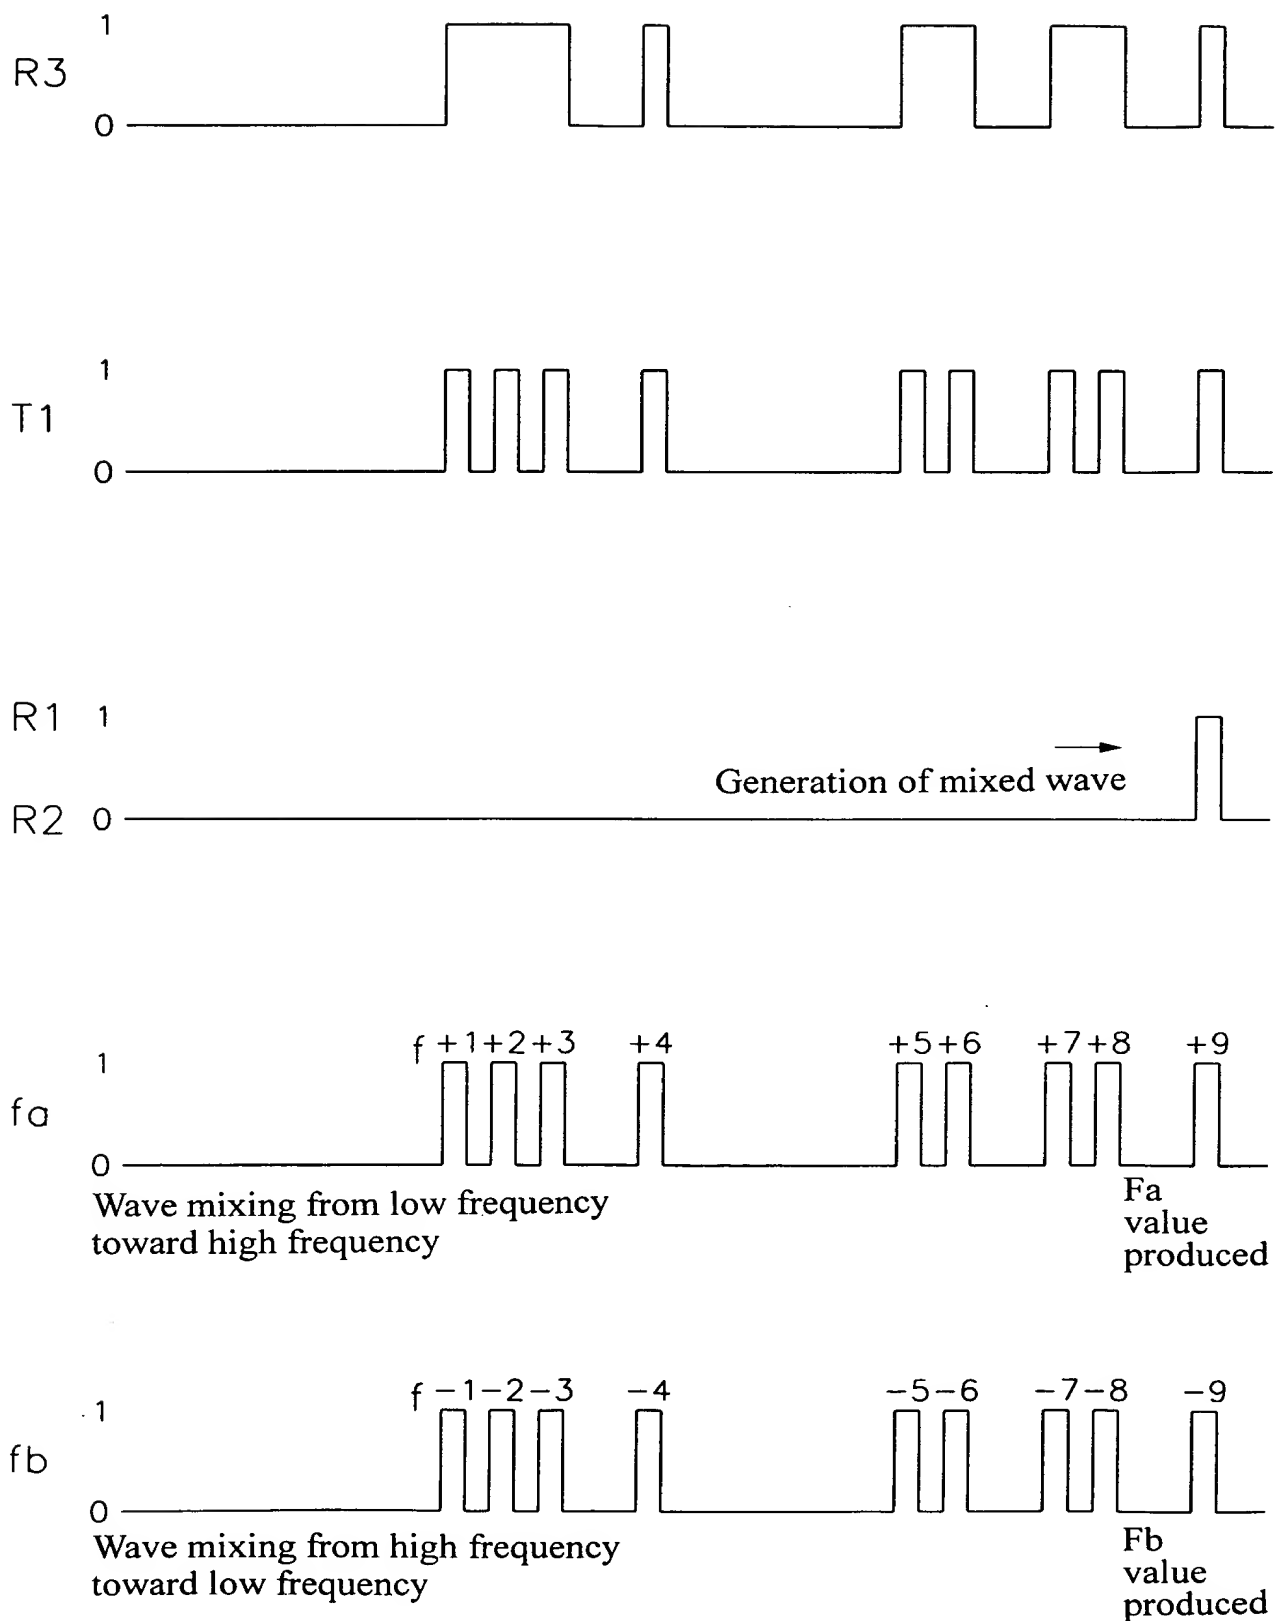 1
R3
0
1
T1
0
R1 1
Generation of mixed wave
R2 0
f +1 +2 +3 +4 +5 +6 +7 +8 +9
1
fa
0
Wave mixing from low frequency
toward high frequency
Fa
value
produced
f -1 -2 -3 -4 -5 -6 -7 -8 -9
1
fb
0
Wave mixing from high frequency
toward low frequency
Fb
value
produced